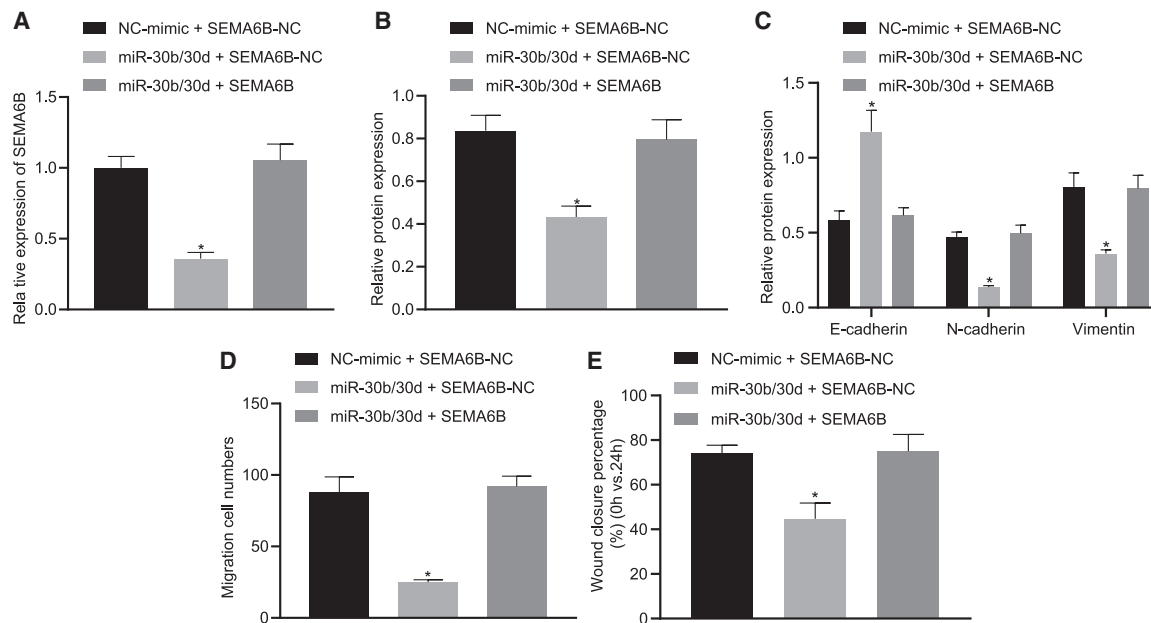 A
NC-mimic + SEMA6B-NC
miR-30b/30d + SEMA6B-NC
miR-30b/30d + SEMA6B
Rela tive expression of SEMA6B
1.5
1.0
0.5
0.0
*
B
NC-mimic + SEMA6B-NC
miR-30b/30d + SEMA6B-NC
miR-30b/30d + SEMA6B
Relative protein expression
1.0
0.8
0.6
0.4
0.2
0.0
*
C
NC-mimic + SEMA6B-NC
miR-30b/30d + SEMA6B-NC
miR-30b/30d + SEMA6B
Relative protein expression
1.5
1.0
0.5
0.0
*
*
*
E-cadherin
N-cadherin
Vimentin
D
NC-mimic + SEMA6B-NC
miR-30b/30d + SEMA6B-NC
miR-30b/30d + SEMA6B
Migration cell numbers
150
100
50
0
*
E
NC-mimic + SEMA6B-NC
miR-30b/30d + SEMA6B-NC
miR-30b/30d + SEMA6B
Wound closure percentage
(%) (0h vs.24h)
100
80
60
40
20
0
*